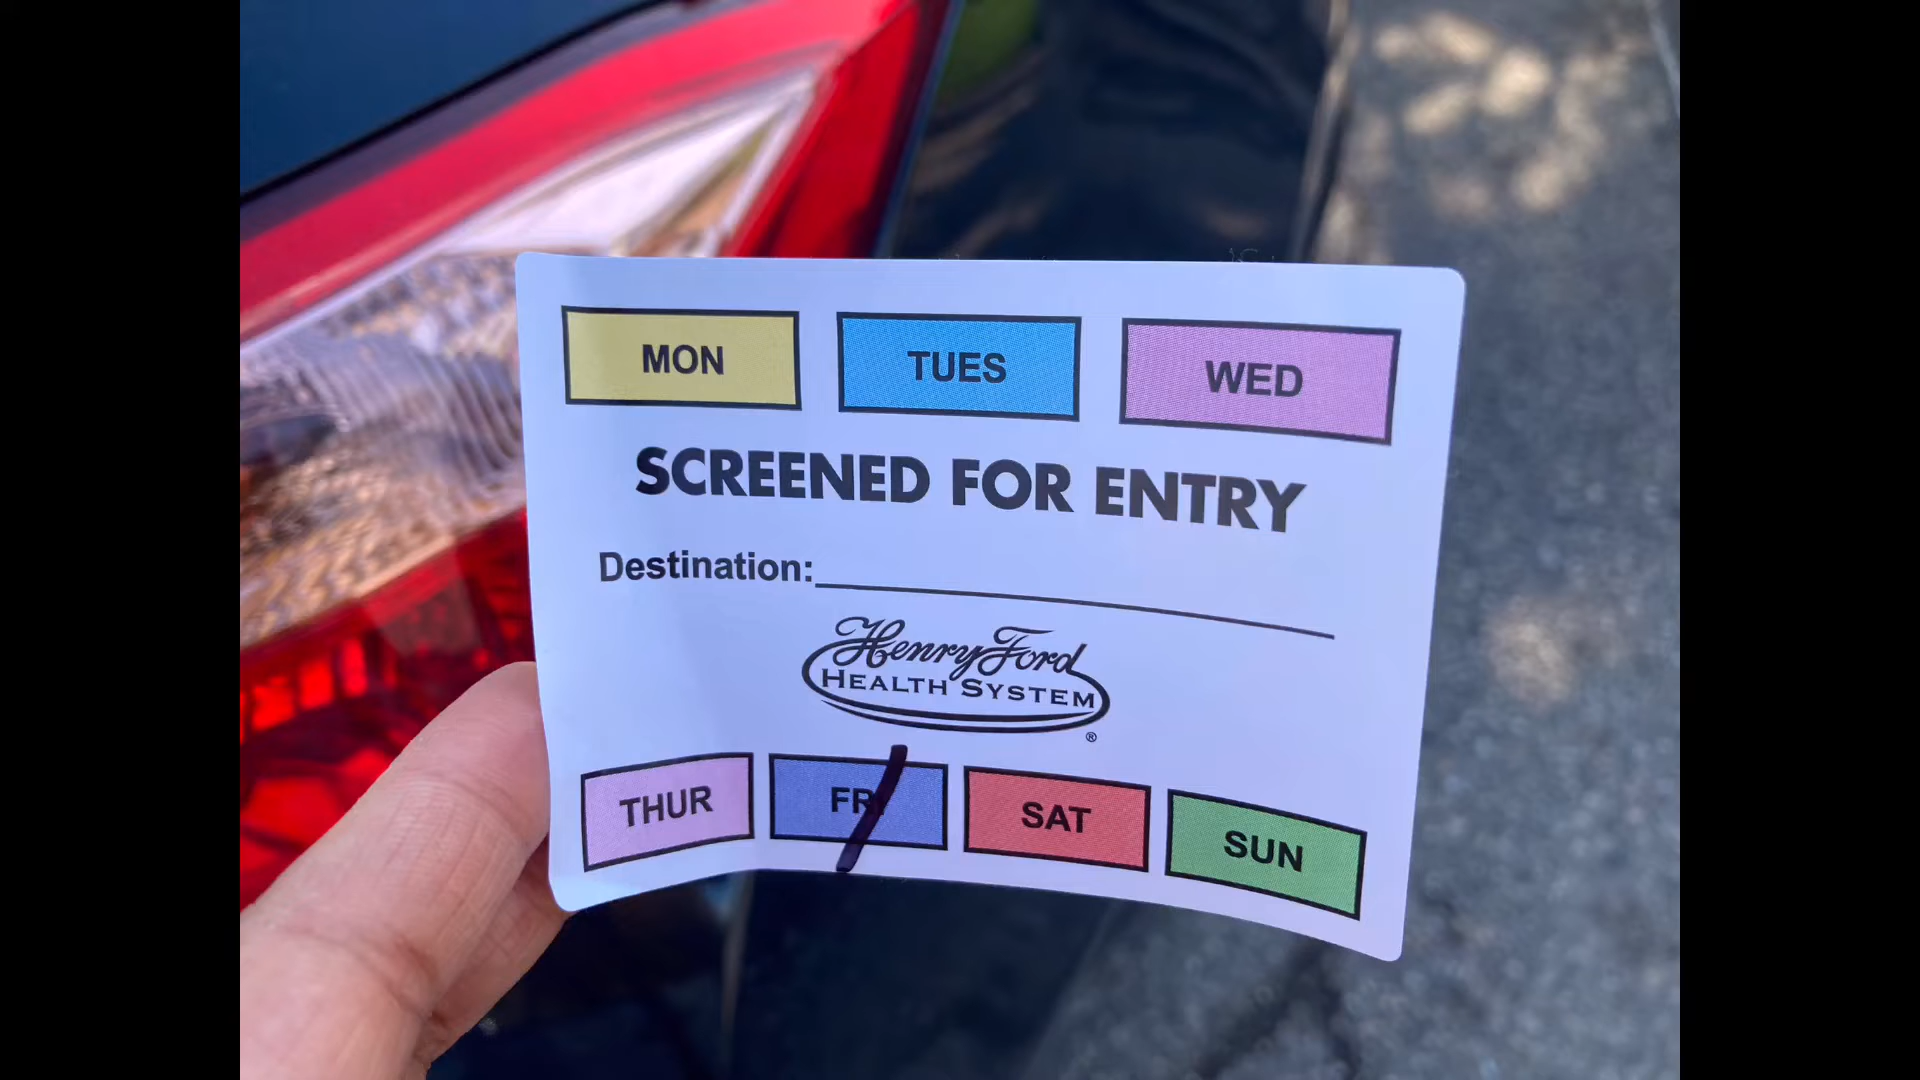 MON TUES WED
SCREENED FOR ENTRY
Destination:
Henry Ford
HEALTH SYSTEM
®
THUR FRI SAT SUN